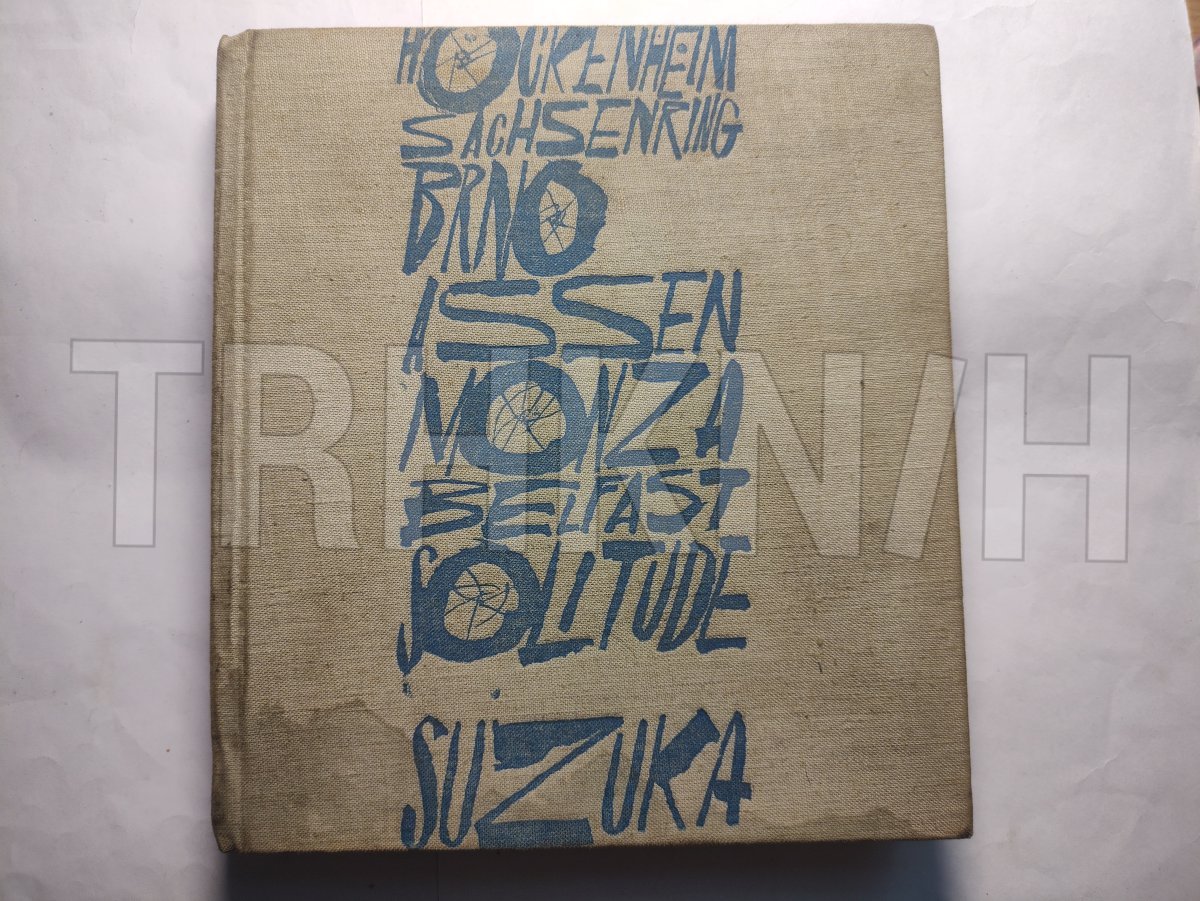 HOCKENHEIM
SACHSENRING
BRNO
ASSEN
MONZA
BELFAST
SOLITUDE
SUZUKA